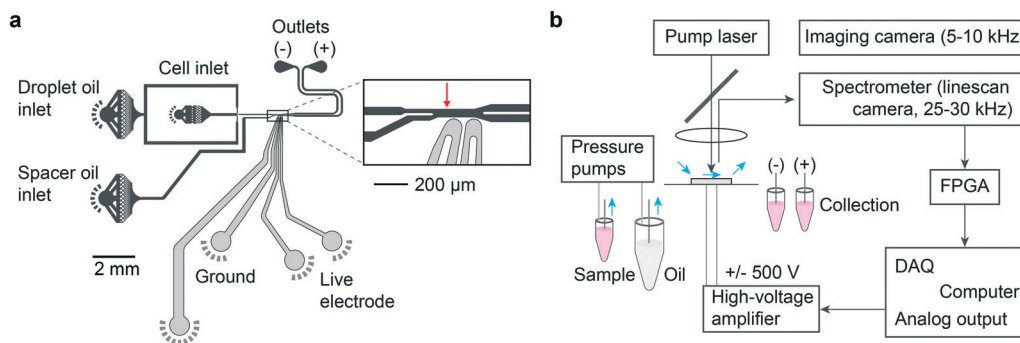 a
Outlets
(-) (+)
Droplet oil
inlet
Cell inlet
Spacer oil
inlet
200 µm
2 mm
Ground
Live
electrode
b
Pump laser
Imaging camera (5-10 kHz
Spectrometer (linescan
camera, 25-30 kHz)
Pressure
pumps
(-) (+)
Collection
FPGA
Sample
Oil
+/- 500 V
High-voltage
amplifier
DAQ
Computer
Analog output